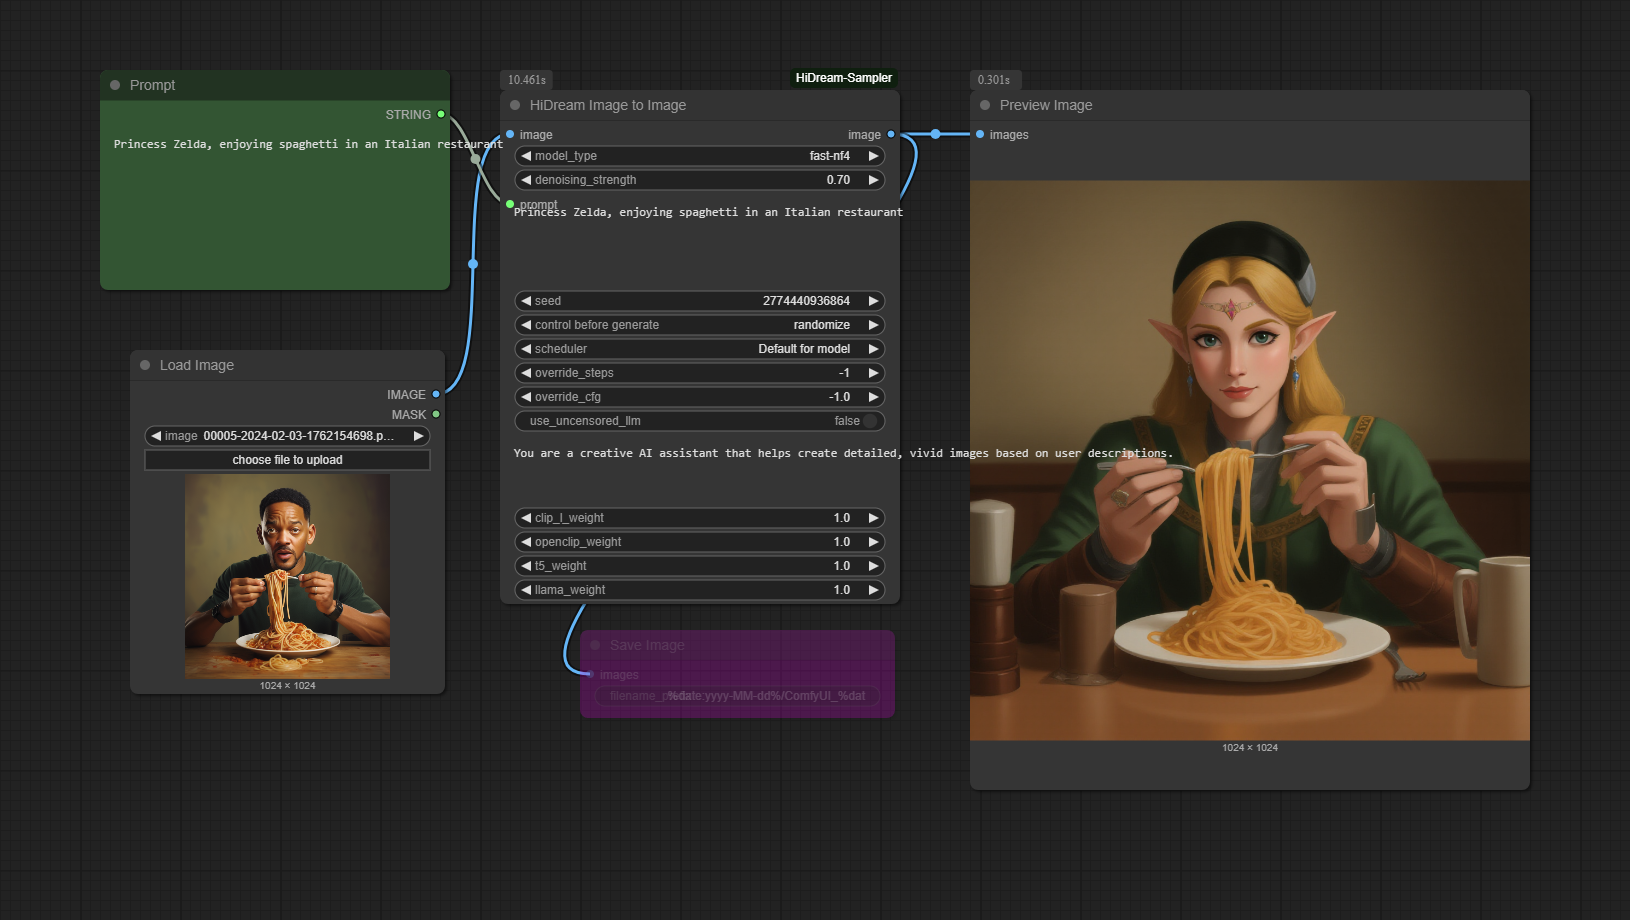 Prompt
STRING
Princess Zelda, enjoying spaghetti in an Italian restaurant
Load Image
IMAGE
MASK
image 00005-2024-02-03-1762154698.p...
choose file to upload
1024 × 1024
10.461s
HiDream-Sampler
HiDream Image to Image
image image
model_type fast-nf4
denoising_strength 0.70
prompt
Princess Zelda, enjoying spaghetti in an Italian restaurant
seed 2774440936864
control before generate randomize
scheduler Default for model
override_steps -1
override_cfg -1.0
use_uncensored_llm false
You are a creative AI assistant that helps create detailed, vivid images based on user descriptions.
clip_l_weight 1.0
openclip_weight 1.0
t5_weight 1.0
llama_weight 1.0
Save Image
images
%date:yyyy-MM-dd%/ComfyUI_%dat
0.301s
Preview Image
images
1024 × 1024